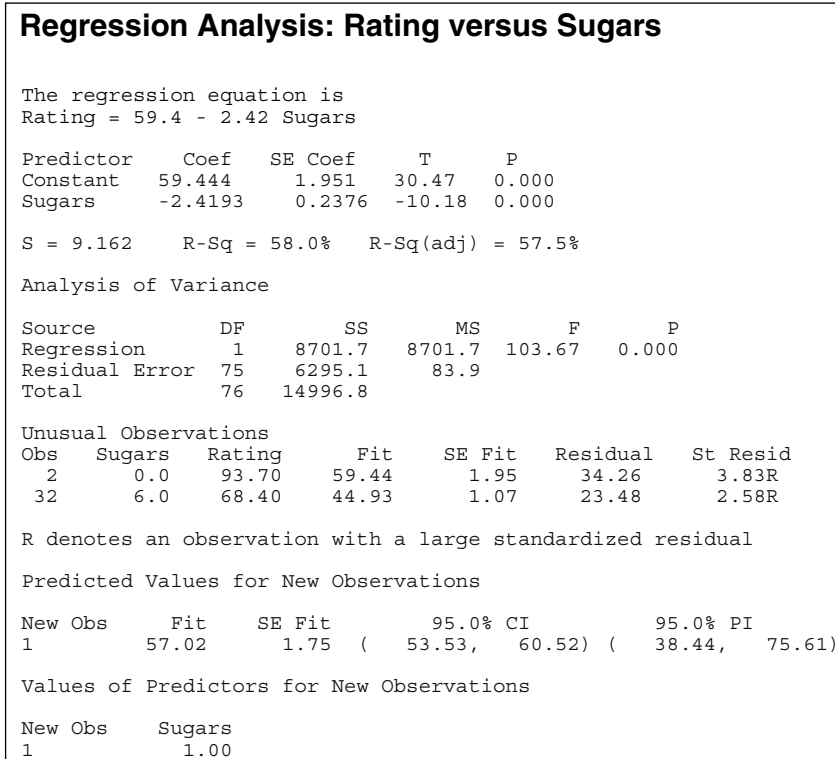 Regression Analysis: Rating versus Sugars
The regression equation is
Rating = 59.4 - 2.42 Sugars
Predictor Coef SE Coef T P
Constant 59.444 1.951 30.47 0.000
Sugars -2.4193 0.2376 -10.18 0.000
S = 9.162 R-Sq = 58.0% R-Sq(adj) = 57.5%
Analysis of Variance
Source DF SS MS F P
Regression 1 8701.7 8701.7 103.67 0.000
Residual Error 75 6295.1 83.9
Total 76 14996.8
Unusual Observations
Obs Sugars Rating Fit SE Fit Residual St Resid
2 0.0 93.70 59.44 1.95 34.26 3.83R
32 6.0 68.40 44.93 1.07 23.48 2.58R
R denotes an observation with a large standardized residual
Predicted Values for New Observations
New Obs Fit SE Fit 95.0% CI 95.0% PI
1 57.02 1.75 ( 53.53, 60.52) ( 38.44, 75.61)
Values of Predictors for New Observations
New Obs Sugars
1 1.00